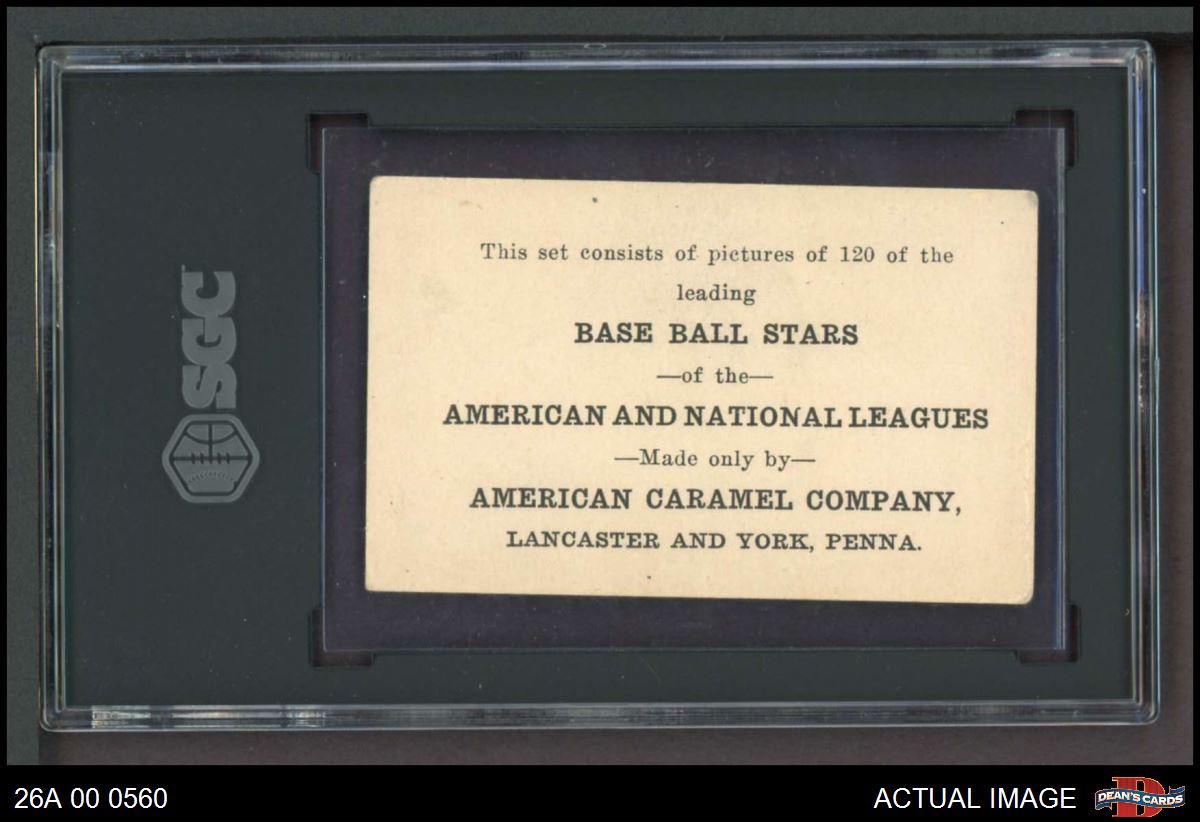 This set consists of pictures of 120 of the
leading
BASE BALL STARS
—of the—
AMERICAN AND NATIONAL LEAGUES
—Made only by—
AMERICAN CARAMEL COMPANY,
LANCASTER AND YORK, PENNA.
SGC
26A 00 0560
ACTUAL IMAGE
D
DEAN'S CARDS